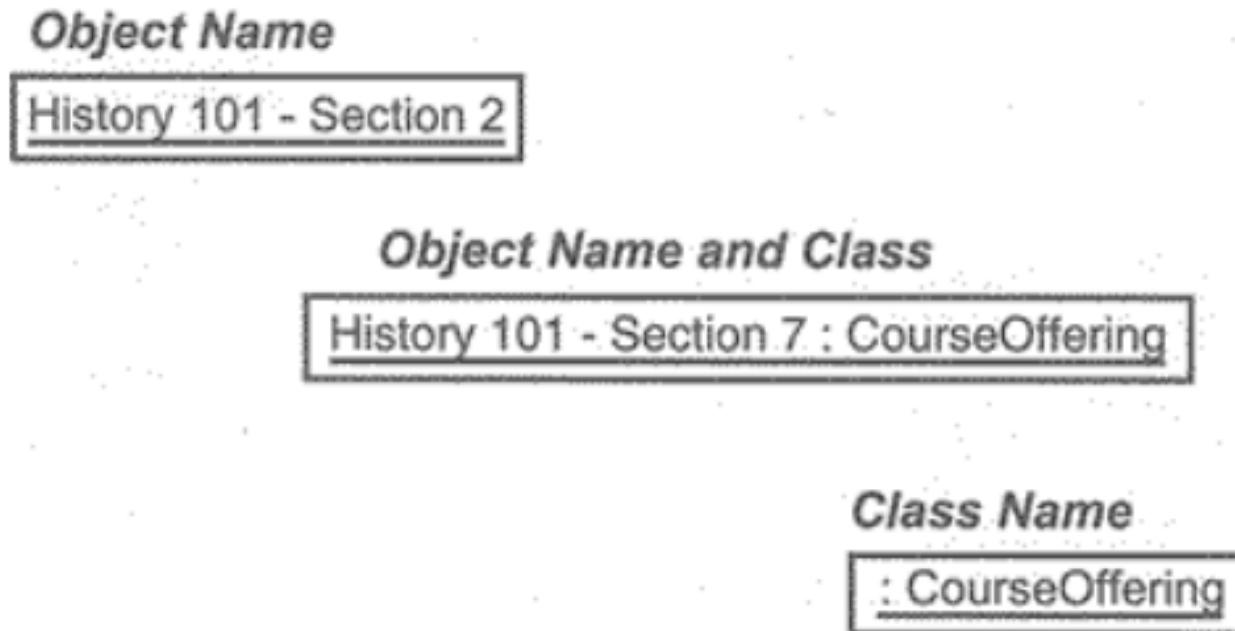 Object Name
History 101 - Section 2
Object Name and Class
History 101 - Section 7 : CourseOffering
Class Name
: CourseOffering